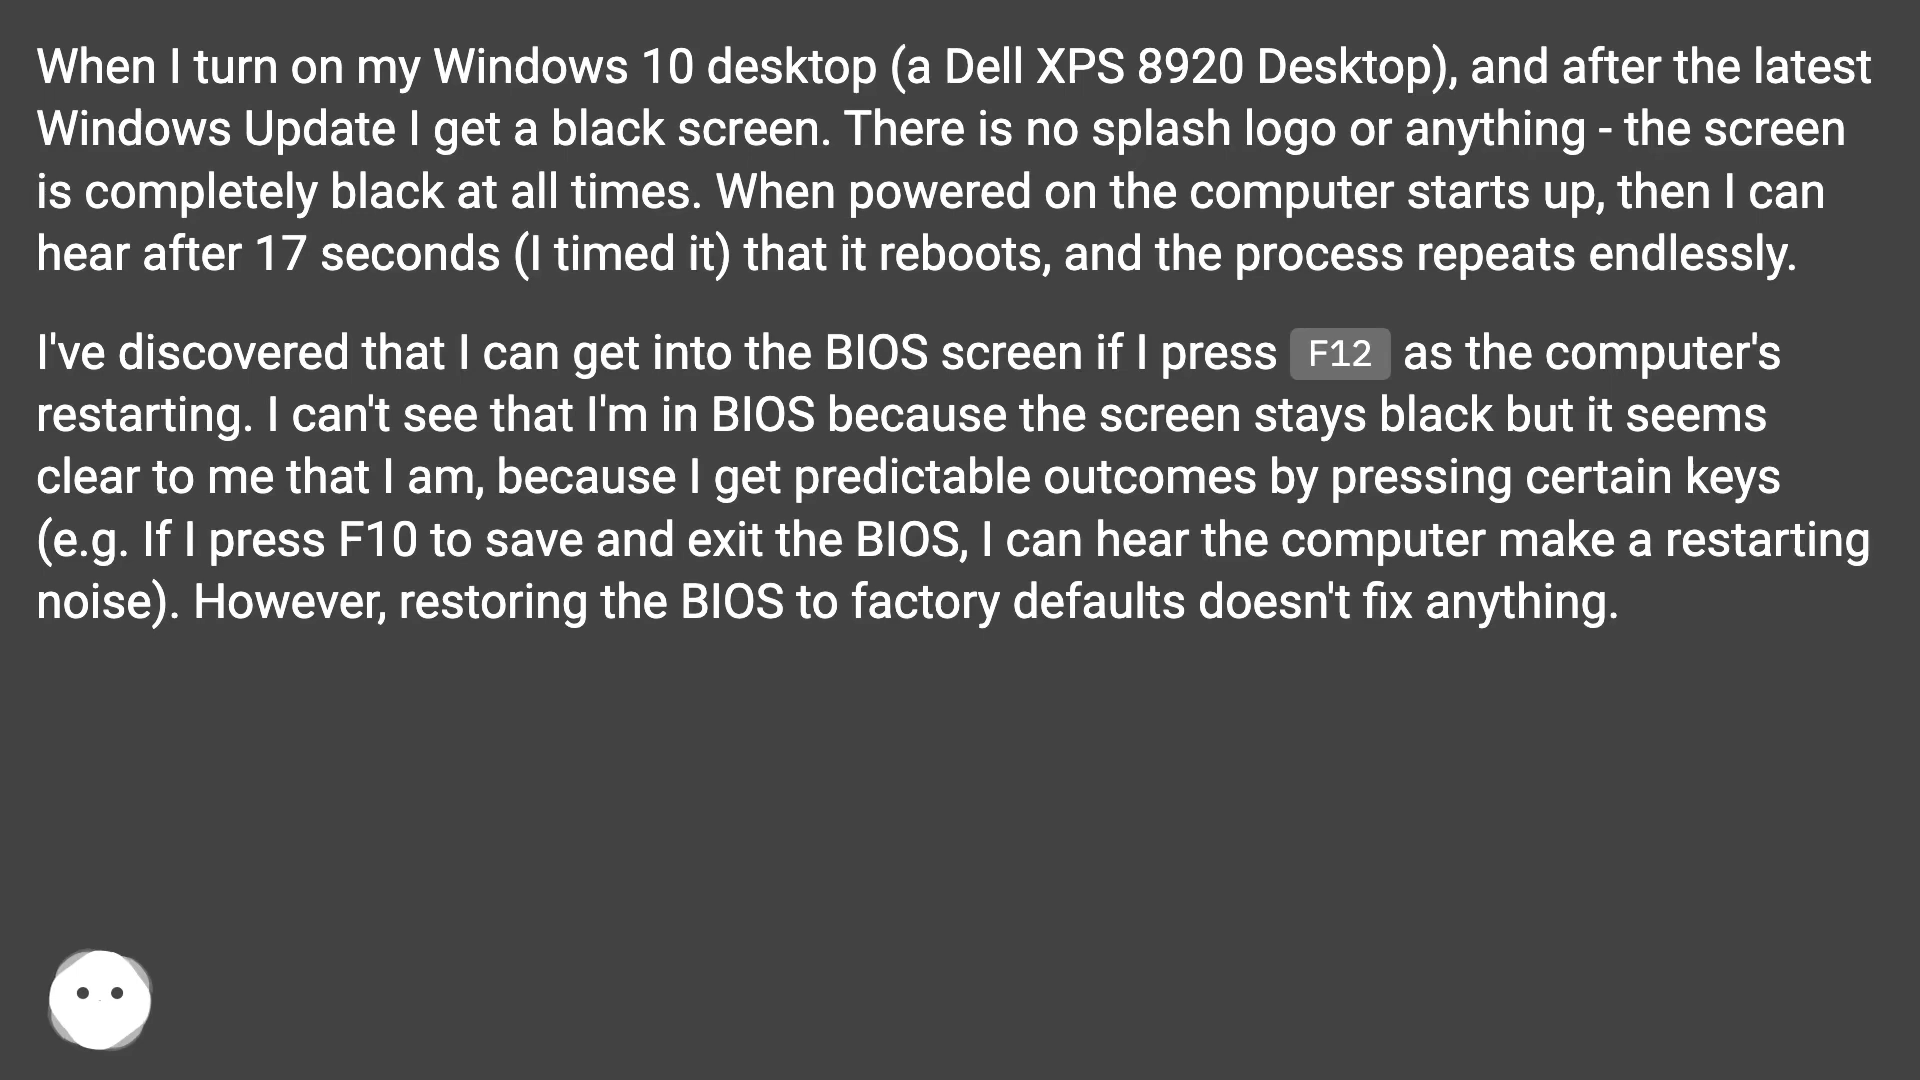 When I turn on my Windows 10 desktop (a Dell XPS 8920 Desktop), and after the latest
Windows Update I get a black screen. There is no splash logo or anything - the screen
is completely black at all times. When powered on the computer starts up, then I can
hear after 17 seconds (I timed it) that it reboots, and the process repeats endlessly.
I've discovered that I can get into the BIOS screen if I press F12 as the computer's
restarting. I can't see that I'm in BIOS because the screen stays black but it seems
clear to me that I am, because I get predictable outcomes by pressing certain keys
(e.g. If I press F10 to save and exit the BIOS, I can hear the computer make a restarting
noise). However, restoring the BIOS to factory defaults doesn't fix anything.